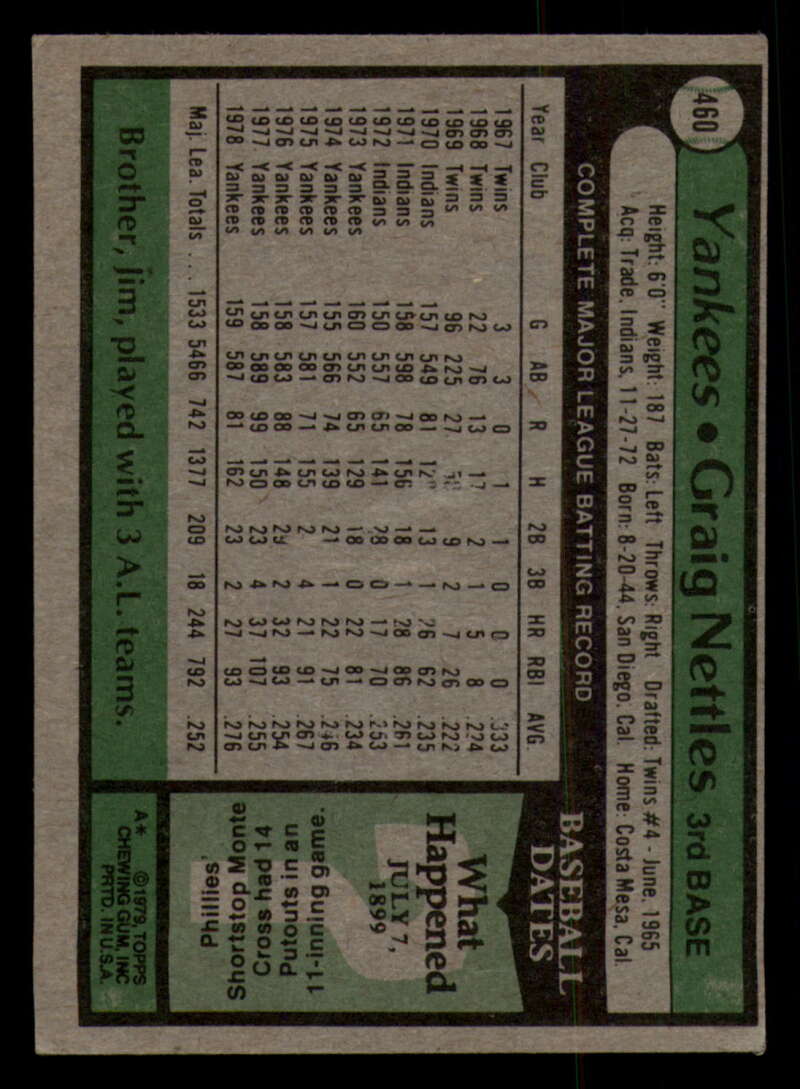 460
Yankees • Graig Nettles 3rd BASE
Height: 6'0" Weight: 187 Bats: Left Throws: Right Drafted: Twins #4 - June, 1965
Acq: Trade, Indians, 11-27-72 Born: 8-20-44, San Diego, Cal. Home: Costa Mesa, Cal.
COMPLETE MAJOR LEAGUE BATTING RECORD
Year Club G AB R H 2B 3B HR RBI AVG.
1967 Twins 3 3 0 1 1 0 0 0 .333
1968 Twins 22 76 13 17 2 1 5 8 .224
1969 Twins 96 225 27 9 2 7 26 .222
1970 Indians 157 549 81 13 1 26 62 .235
1971 Indians 158 598 78 156 18 1 28 86 .261
1972 Indians 150 557 65 141 28 0 17 70 .253
1973 Yankees 160 552 65 129 18 0 22 81 .234
1974 Yankees 155 566 74 139 21 1 22 75 .246
1975 Yankees 157 581 71 155 4 21 91 .267
1976 Yankees 158 583 88 148 2 32 93 .254
1977 Yankees 158 589 99 150 23 4 37 107 .255
1978 Yankees 159 587 81 162 23 2 27 93 .276
Maj. Lea. Totals .... 1533 5466 742 1377 209 18 244 792 .252
Brother, Jim, played with 3 A.L. teams.
BASEBALL
DATES
What
Happened
JULY 7,
1899
Phillies'
Shortstop Monte
Cross had 14
Putouts in an
11-inning game.
A* ©1979, TOPPS
CHEWING GUM, INC
PRTD. IN U.S.A.